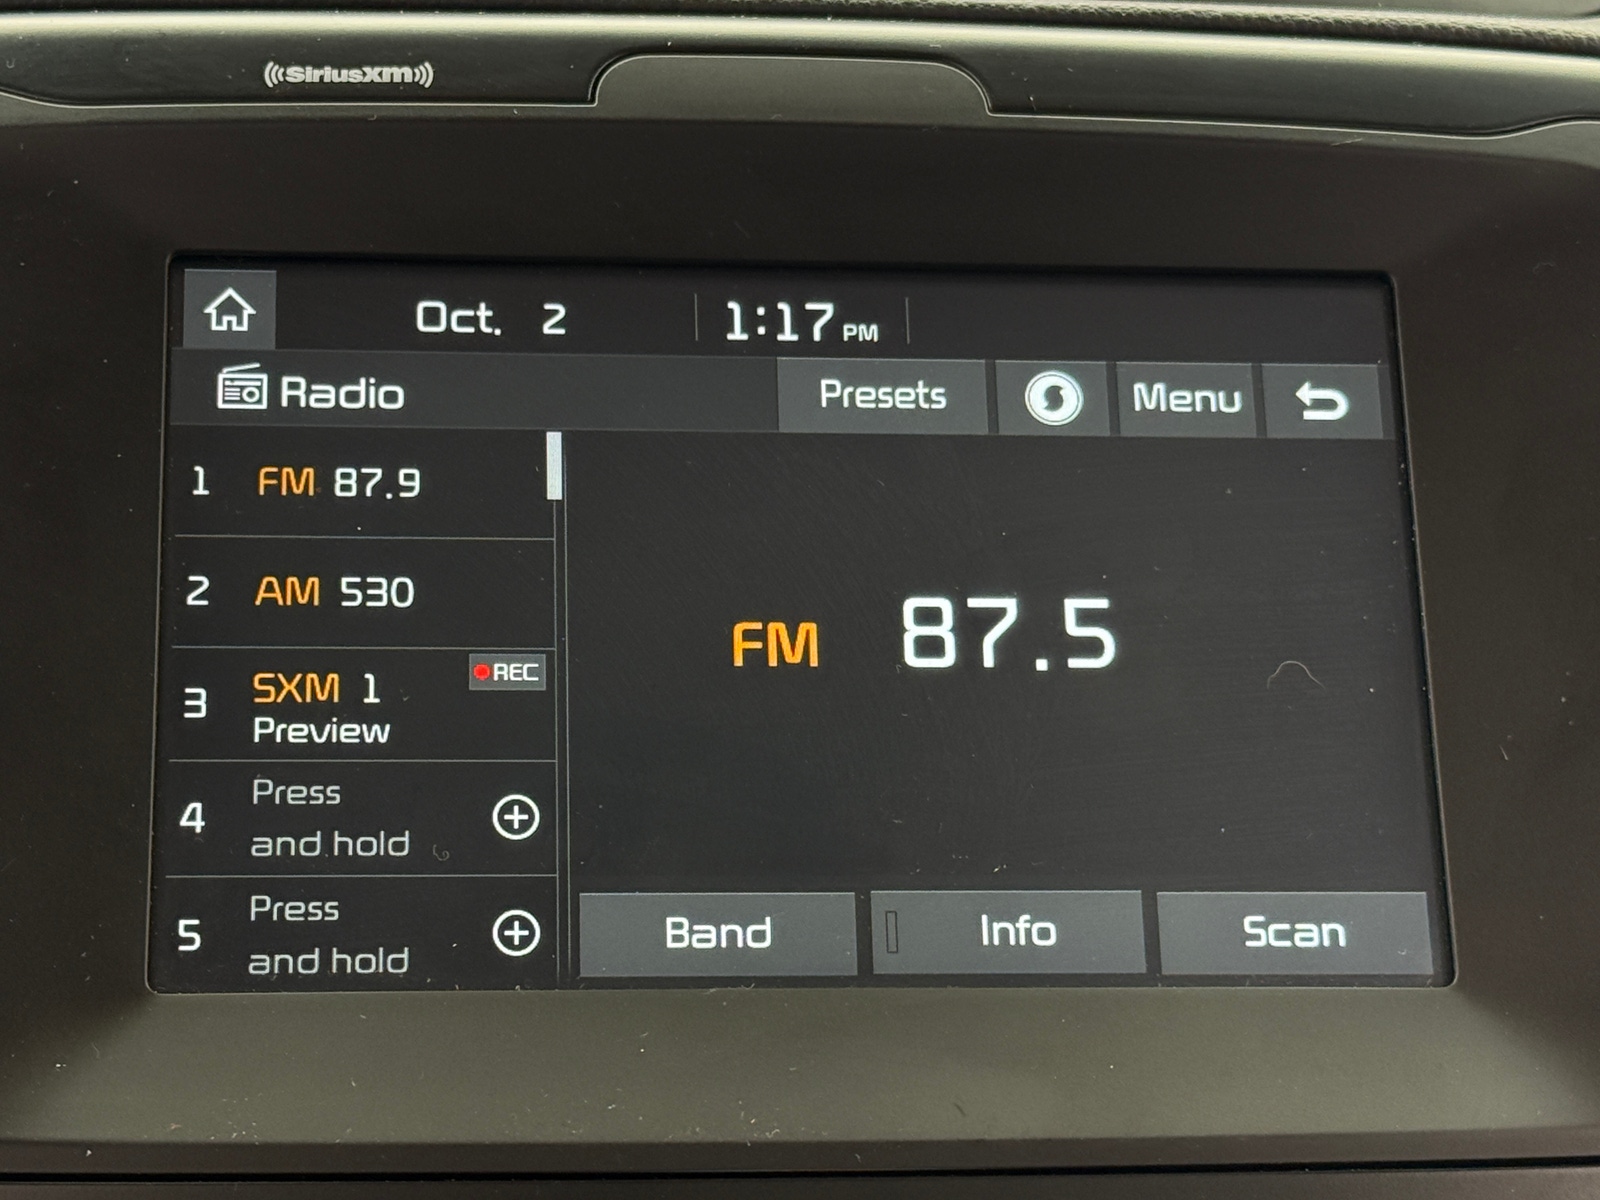 ((SiriusXM))
Oct. 2 1:17 PM
Radio Presets Menu
1 FM 87.9
2 AM 530
3 SXM 1 REC
Preview
4 Press
and hold
5 Press
and hold
FM 87.5
Band Info Scan